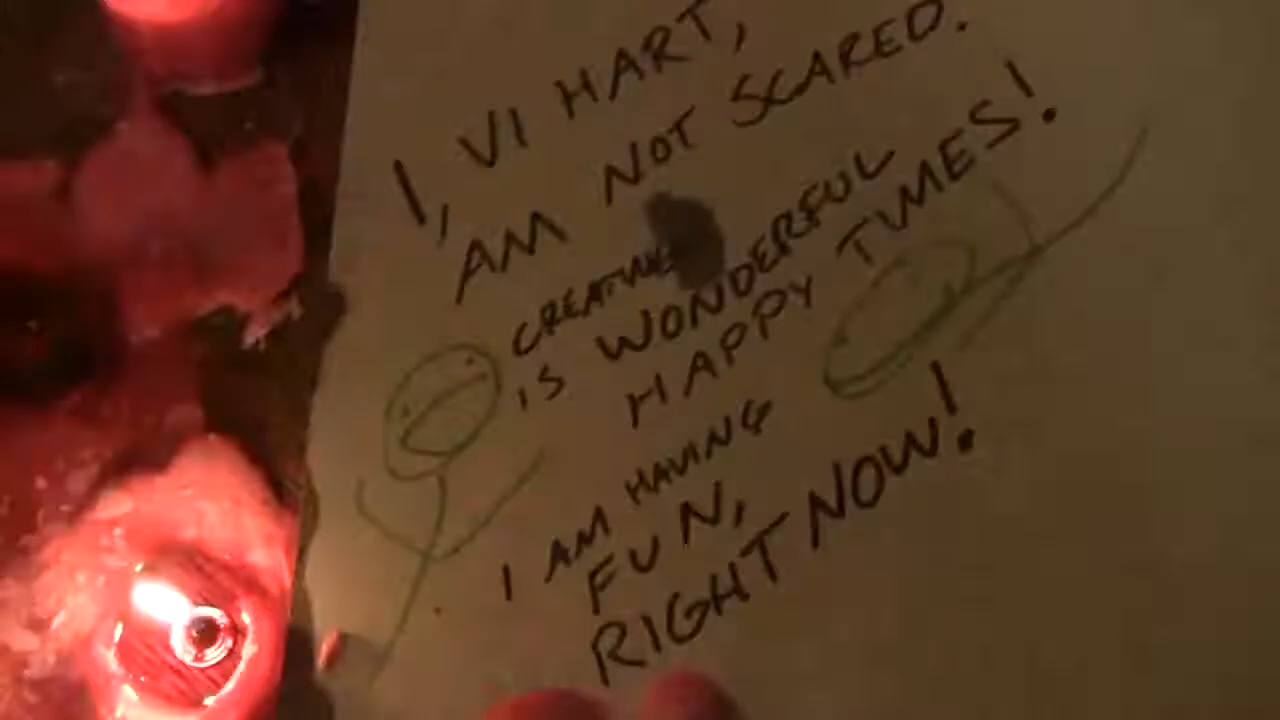 I, VI HART,
AM NOT SCARED.
CREATIVE
IS WONDERFUL
HAPPY TIMES!
I AM HAVING
FUN,
RIGHT NOW!